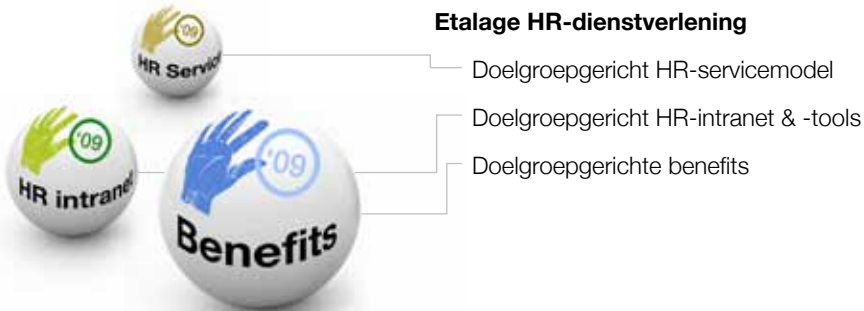 Etalage HR-dienstverlening
'09
HR Service
Doelgroepgericht HR-servicemodel
'09
HR intranet
Doelgroepgericht HR-intranet & -tools
'09
Benefits
Doelgroepgerichte benefits